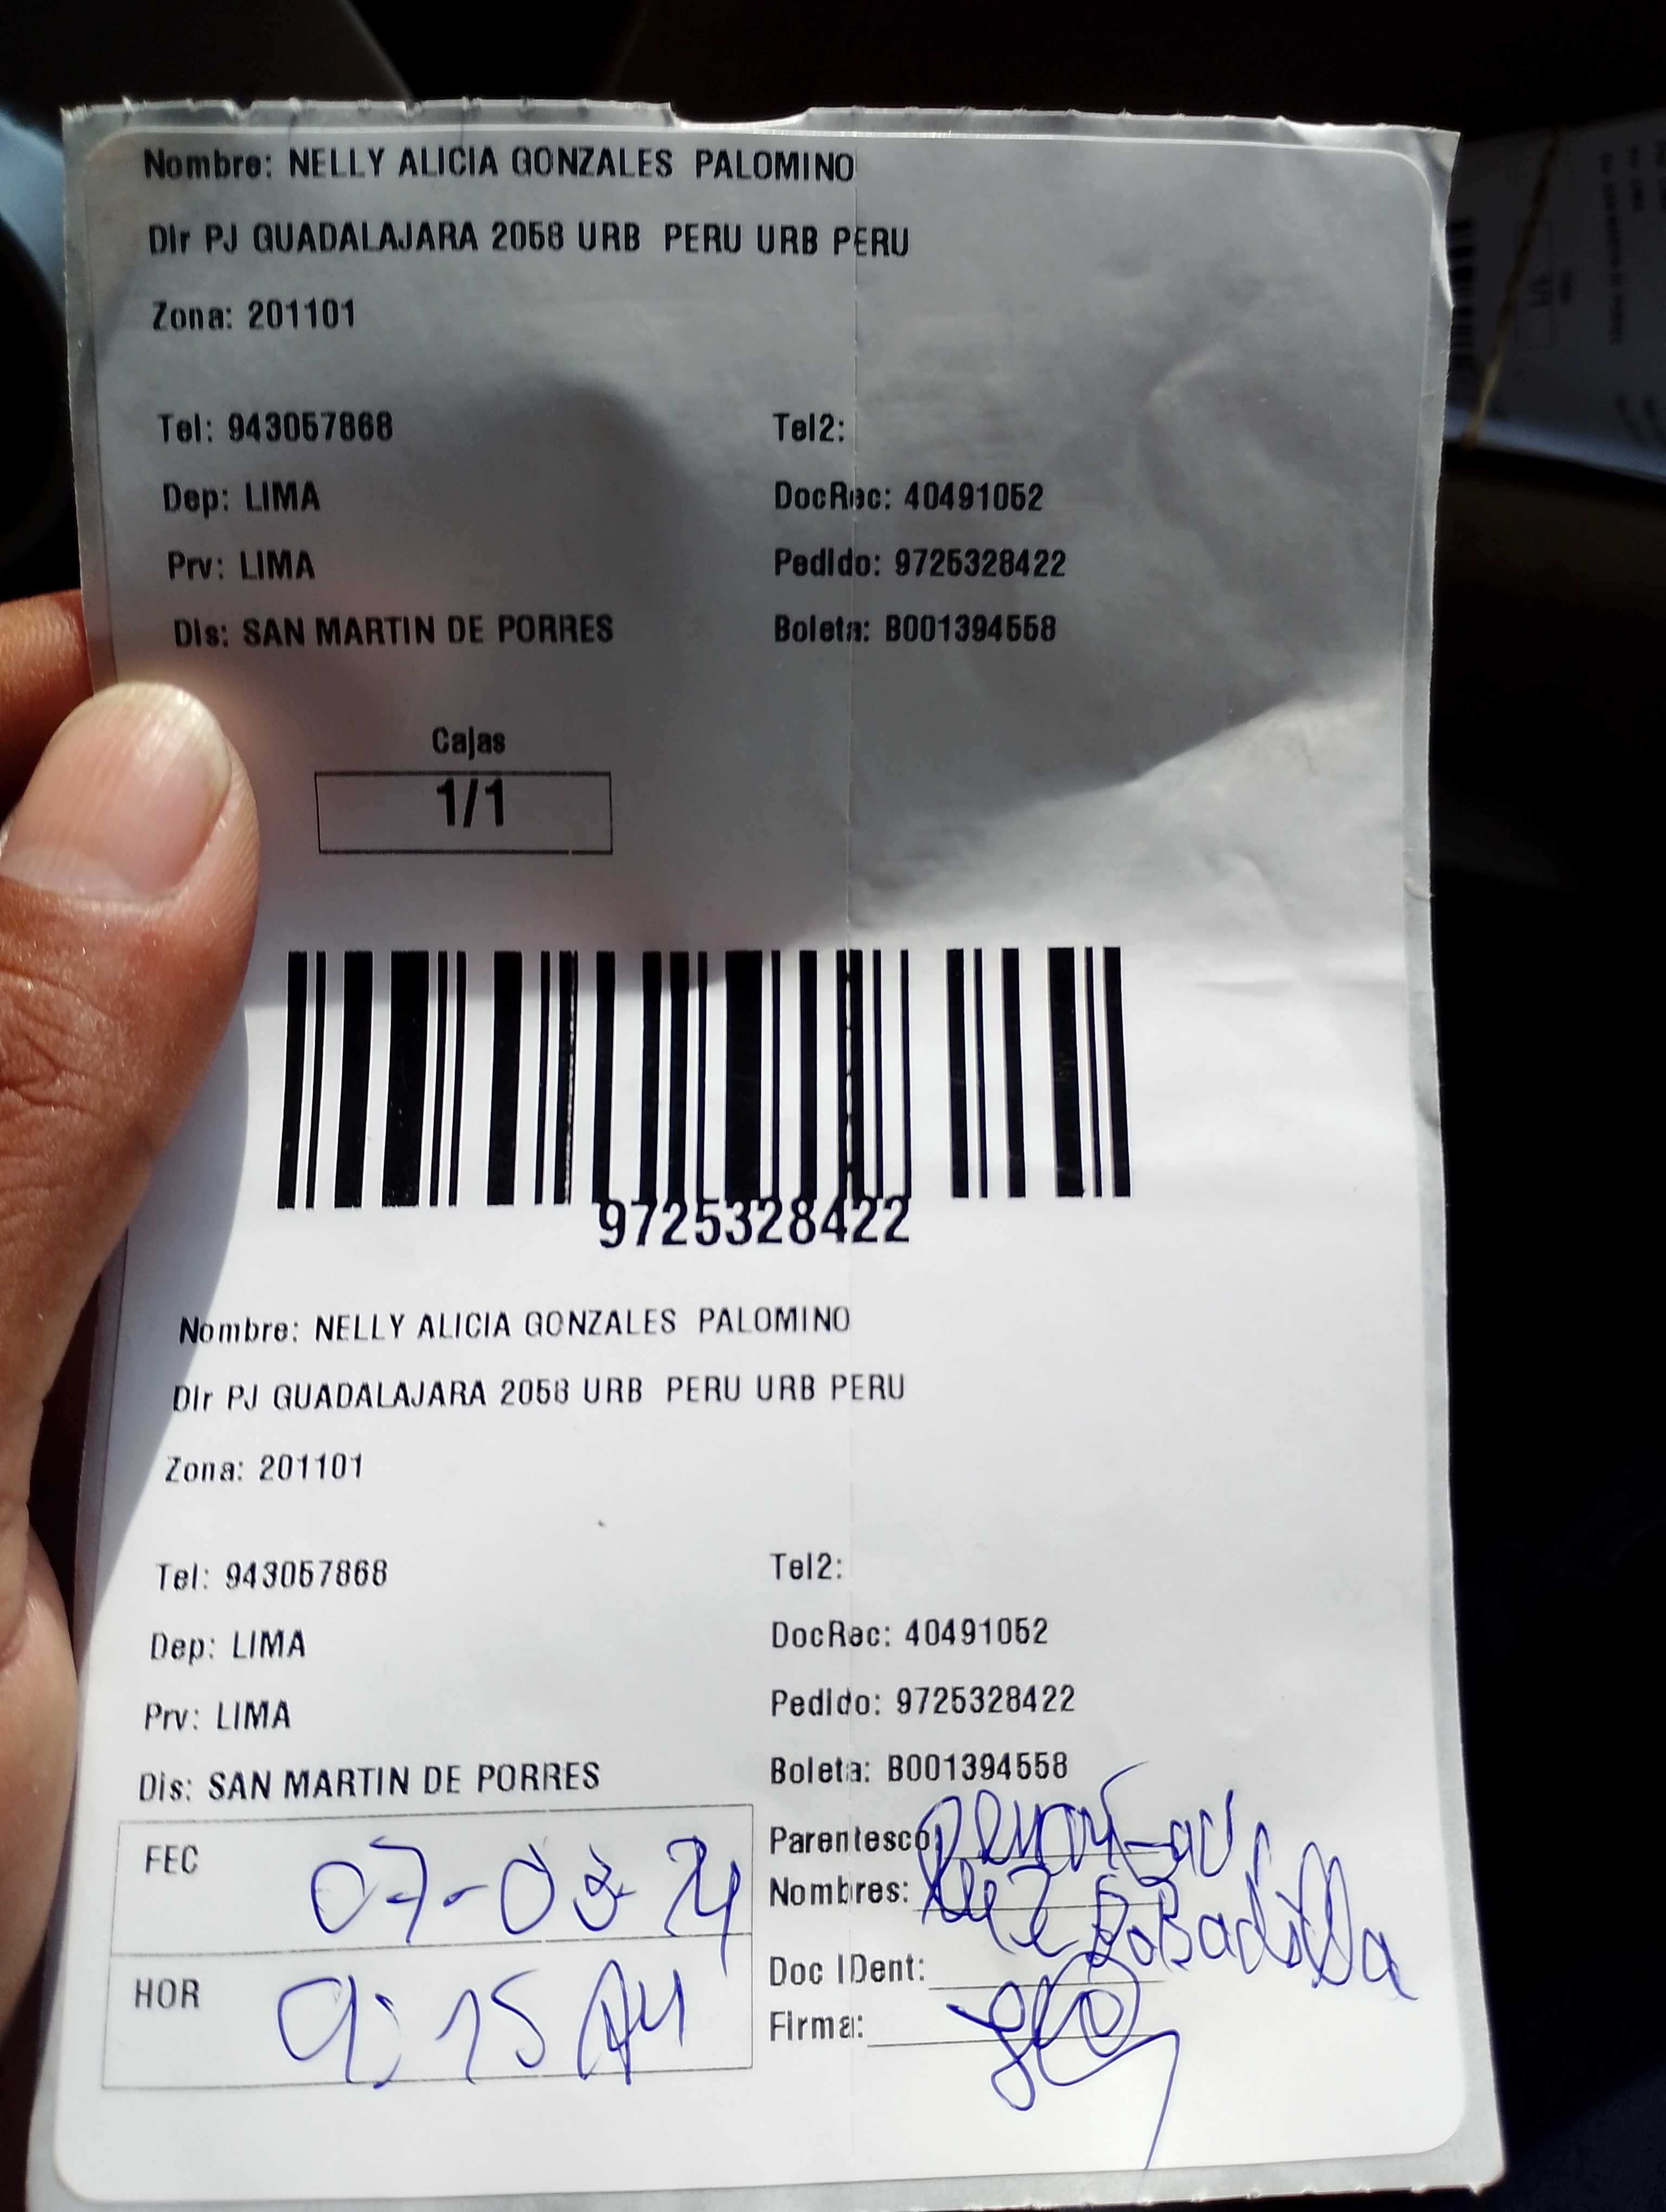 Nombre: NELLY ALICIA GONZALES PALOMINO
Dir PJ GUADALAJARA 2058 URB PERU URB PERU
Zona: 201101
Tel: 943057868 Tel2:
Dep: LIMA DocRec: 40491052
Prv: LIMA Pedido: 9725328422
Dis: SAN MARTIN DE PORRES Boleta: B001394558
Cajas
1/1
9725328422
Nombre: NELLY ALICIA GONZALES PALOMINO
Dir PJ GUADALAJARA 2058 URB PERU URB PERU
Zona: 201101
Tel: 943057868 Tel2:
Dep: LIMA DocRec: 40491052
Prv: LIMA Pedido: 9725328422
Dis: SAN MARTIN DE PORRES Boleta: B001394558
FEC 07-03-24 Parentesco:
Nombres: BoBadilla
HOR 9:15 AM Doc IDent:
Firma: